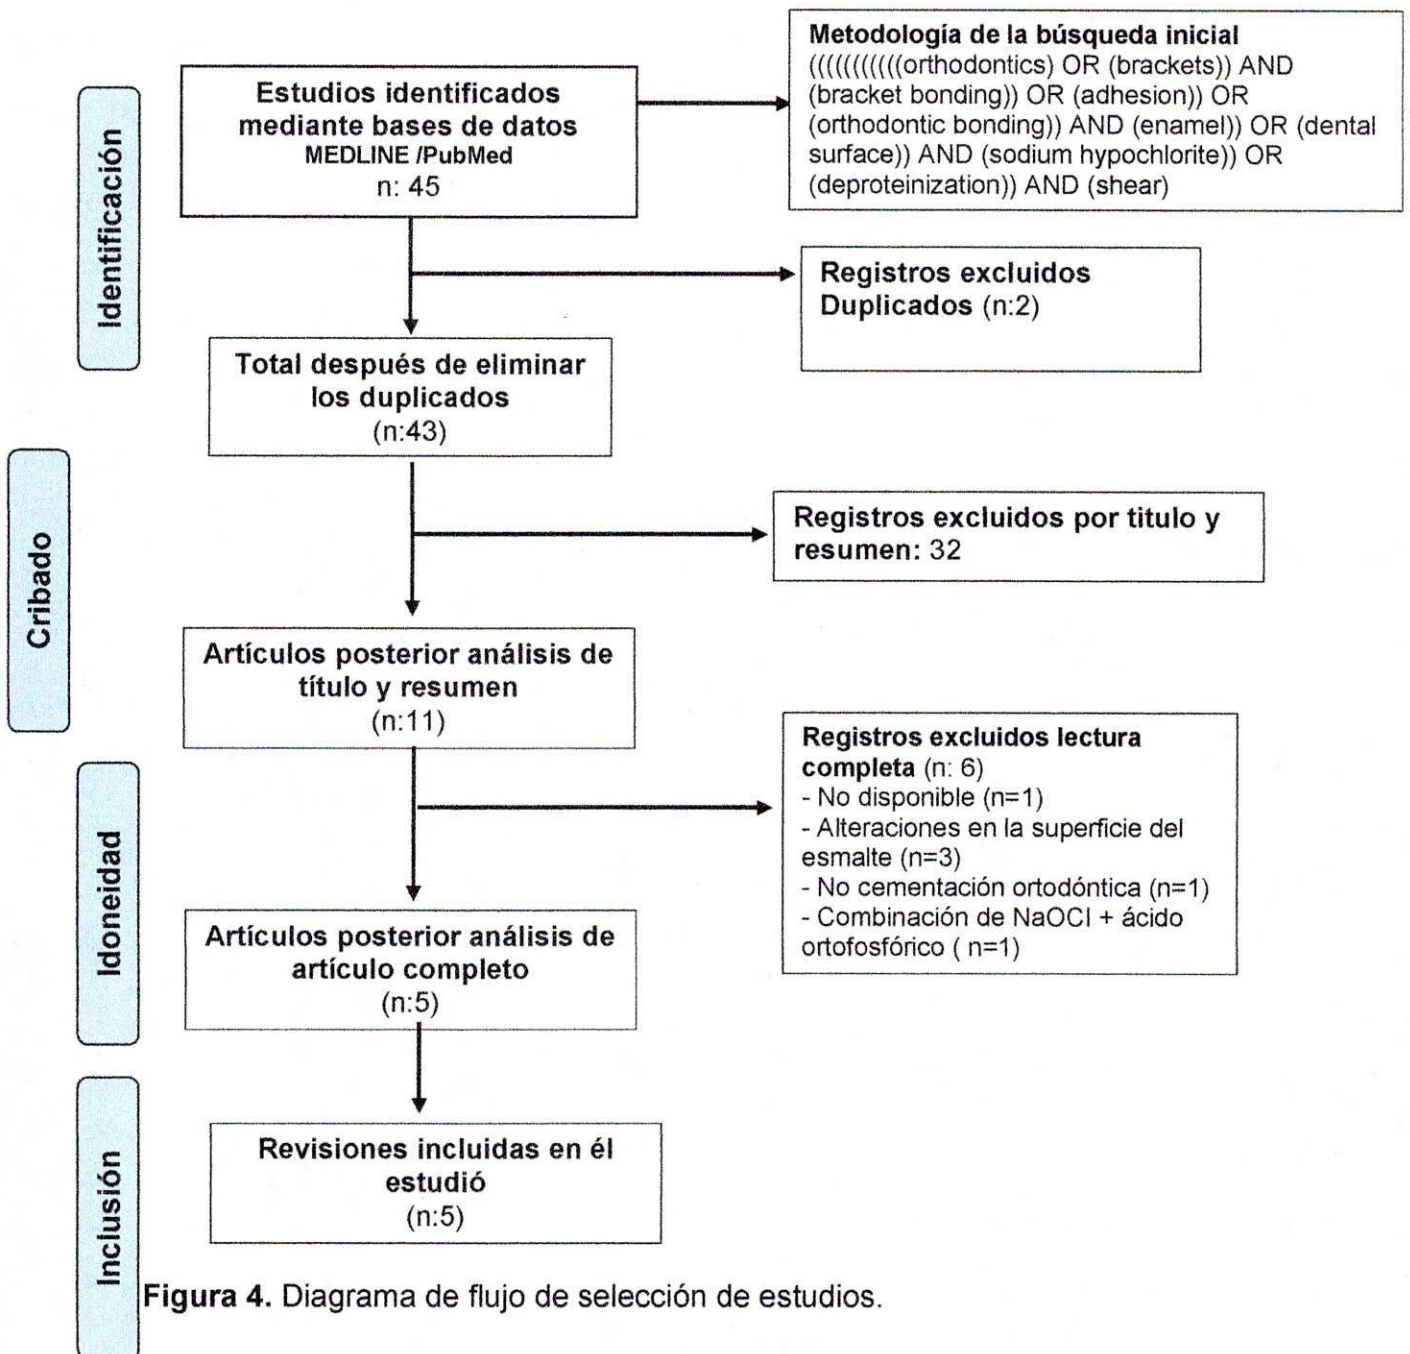 Identificación
Estudios identificados
mediante bases de datos
MEDLINE /PubMed
n: 45
Metodología de la búsqueda inicial
(((((((((((orthodontics) OR (brackets)) AND
(bracket bonding)) OR (adhesion)) OR
(orthodontic bonding)) AND (enamel)) OR (dental
surface)) AND (sodium hypochlorite)) OR
(deproteinization)) AND (shear)
Registros excluidos
Duplicados (n:2)
Total después de eliminar
los duplicados
(n:43)
Cribado
Registros excluidos por titulo y
resumen: 32
Artículos posterior análisis de
título y resumen
(n:11)
Idoneidad
Registros excluidos lectura
completa (n: 6)
- No disponible (n=1)
- Alteraciones en la superficie del
esmalte (n=3)
- No cementación ortodóntica (n=1)
- Combinación de NaOCl + ácido
ortofosfórico ( n=1)
Artículos posterior análisis de
artículo completo
(n:5)
Inclusión
Revisiones incluidas en él
estudió
(n:5)
Figura 4. Diagrama de flujo de selección de estudios.